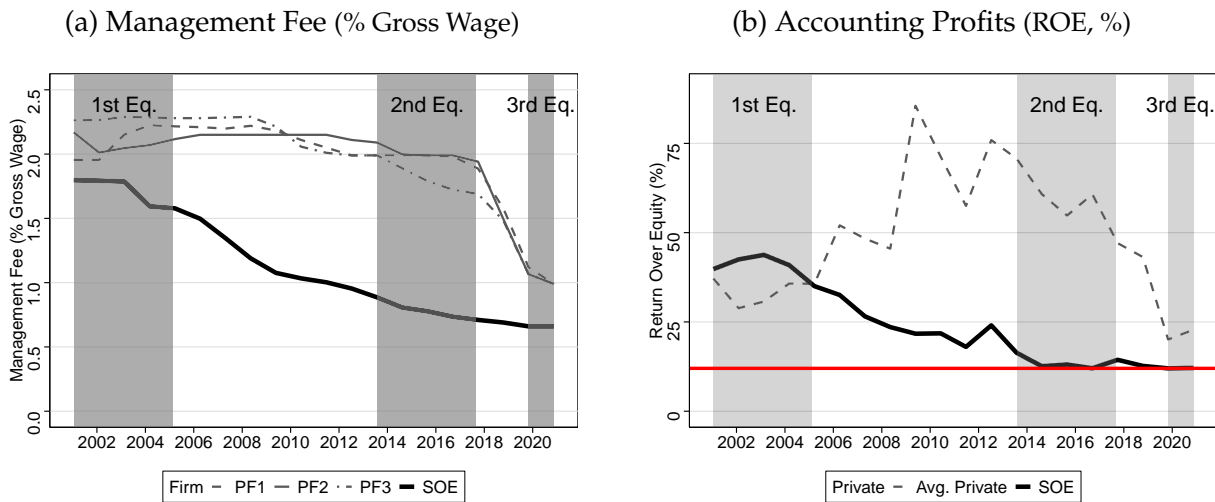 (a) Management Fee (% Gross Wage)
Management Fee (% Gross Wage)
0.0 0.5 1.0 1.5 2.0 2.5
1st Eq. 2nd Eq. 3rd Eq.
2002 2004 2006 2008 2010 2012 2014 2016 2018 2020
Firm PF1 PF2 PF3 SOE
(b) Accounting Profits (ROE, %)
Return Over Equity (%)
0 25 50 75
1st Eq. 2nd Eq. 3rd Eq.
2002 2004 2006 2008 2010 2012 2014 2016 2018 2020
Private Avg. Private SOE